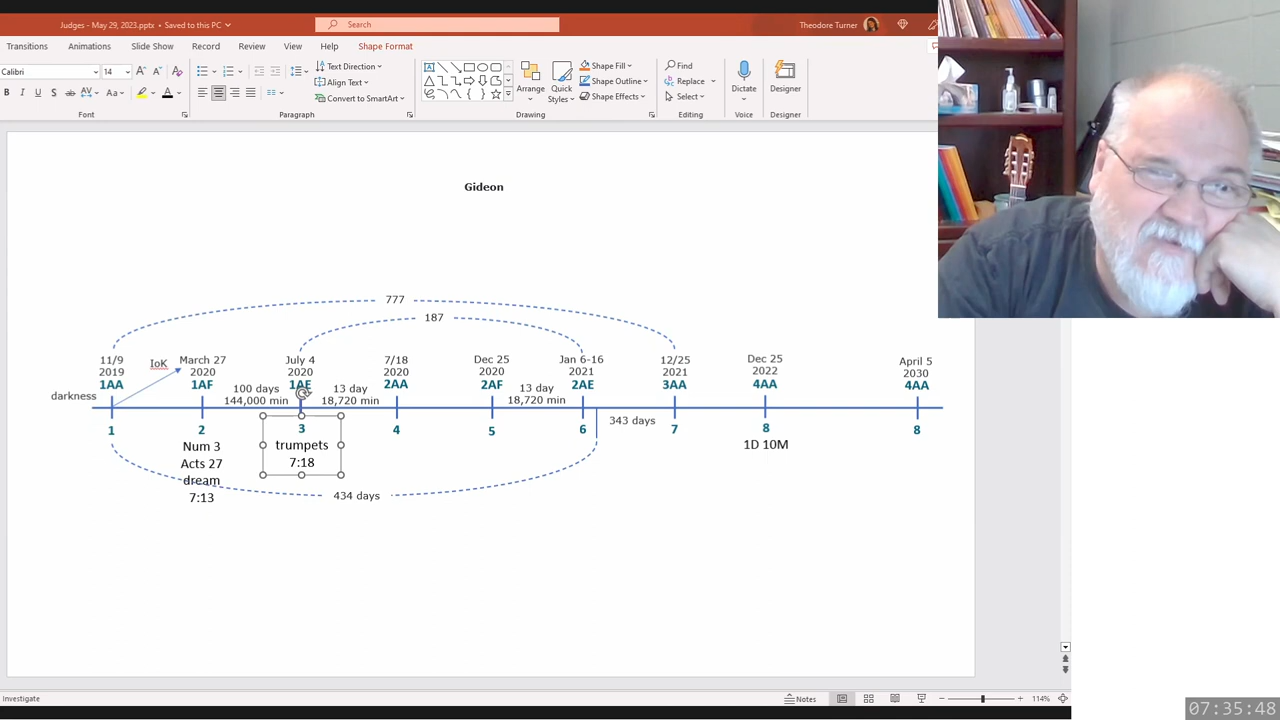 Judges - May 29, 2023.pptx • Saved to this PC
Search
Theodore Turner
Transitions Animations Slide Show Record Review View Help Shape Format
Calibri 14
Text Direction
Align Text
Convert to SmartArt
Arrange
Quick Styles
Shape Fill
Shape Outline
Shape Effects
Find
Replace
Select
Dictate
Designer
Font Paragraph Drawing Editing Voice Designer
Gideon
777
187
11/9
2019
1AA
IoK
March 27
2020
1AF
July 4
2020
1AE
7/18
2020
2AA
Dec 25
2020
2AF
Jan 6-16
2021
2AE
12/25
2021
3AA
Dec 25
2022
4AA
April 5
2030
4AA
darkness
100 days
144,000 min
13 day
18,720 min
13 day
18,720 min
343 days
1 2 3 4 5 6 7 8 8
Num 3
Acts 27
dream
7:13
trumpets
7:18
1D 10M
434 days
Investigate
Notes
114%
07:35:48